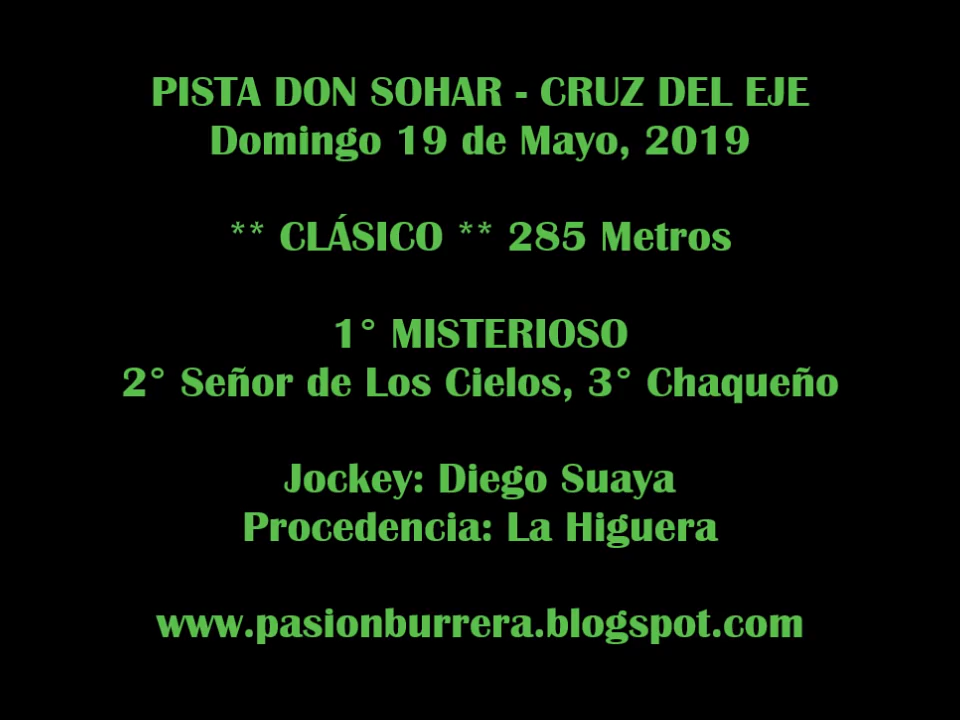 PISTA DON SOHAR - CRUZ DEL EJE
Domingo 19 de Mayo, 2019
** CLÁSICO ** 285 Metros
1° MISTERIOSO
2° Señor de Los Cielos, 3° Chaqueño
Jockey: Diego Suaya
Procedencia: La Higuera
www.pasionburrera.blogspot.com